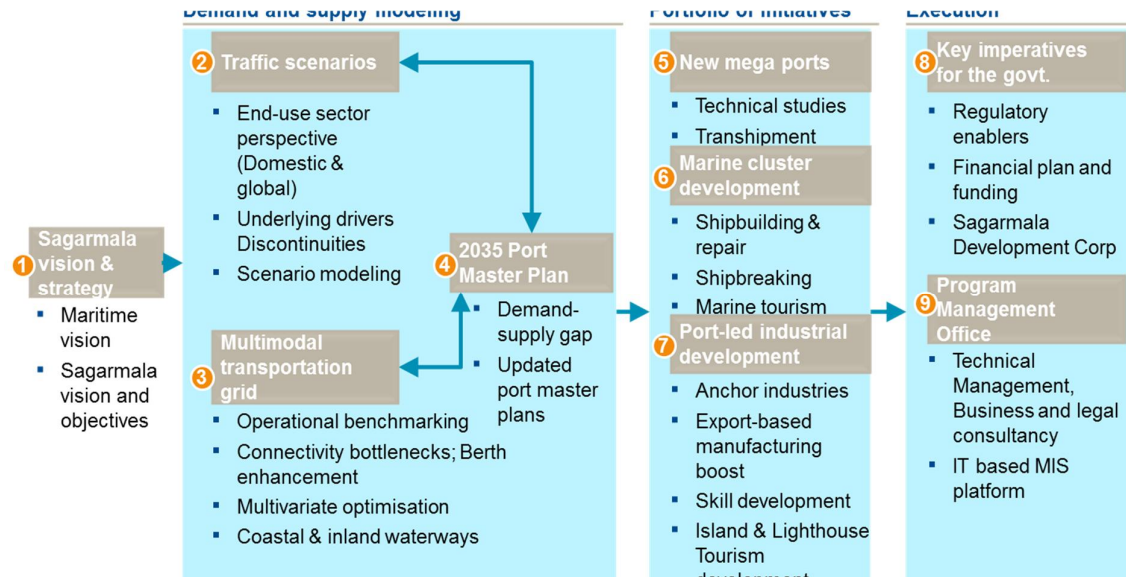 Demand and supply modeling
Portfolio of initiatives
Execution
1
Sagarmala
vision &
strategy
Maritime
vision
Sagarmala
vision and
objectives
2
Traffic scenarios
End-use sector
perspective
(Domestic &
global)
Underlying drivers
Discontinuities
Scenario modeling
3
Multimodal
transportation
grid
Operational benchmarking
Connectivity bottlenecks; Berth
enhancement
Multivariate optimisation
Coastal & inland waterways
4
2035 Port
Master Plan
Demand-
supply gap
Updated
port master
plans
5
New mega ports
Technical studies
Transhipment
6
Marine cluster
development
Shipbuilding &
repair
Shipbreaking
Marine tourism
7
Port-led industrial
development
Anchor industries
Export-based
manufacturing
boost
Skill development
Island & Lighthouse
Tourism
development
8
Key imperatives
for the govt.
Regulatory
enablers
Financial plan and
funding
Sagarmala
Development Corp
9
Program
Management
Office
Technical
Management,
Business and legal
consultancy
IT based MIS
platform